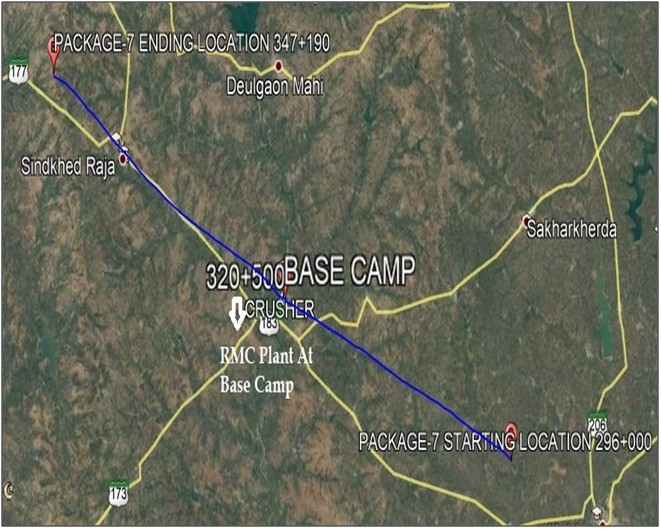 PACKAGE-7 ENDING LOCATION 347+190
177
Deulgaon Mahi
Sindkhed Raja
Sakharkherda
320+500 BASE CAMP
CRUSHER
183
RMC Plant At
Base Camp
206
PACKAGE-7 STARTING LOCATION 296+000
173